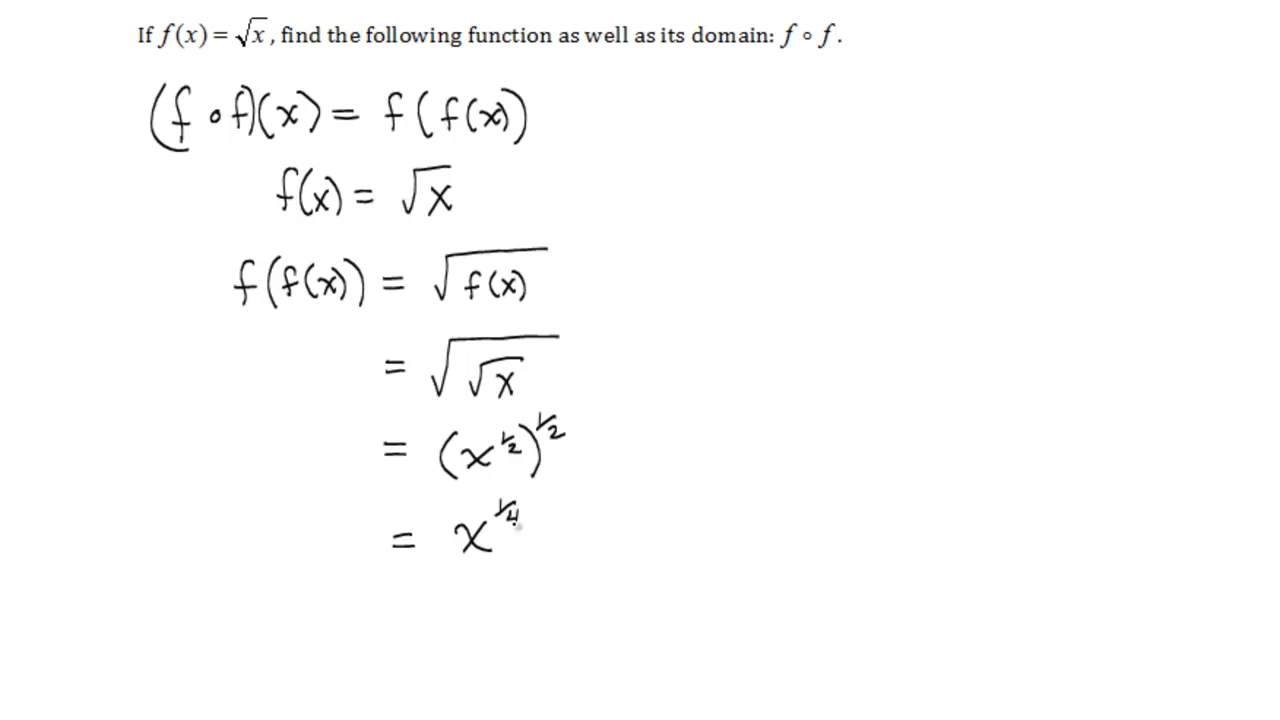 If f(x) = √x, find the following function as well as its domain: f ∘ f.
(f ∘ f)(x) = f(f(x))
f(x) = √x
f(f(x)) = √(f(x))
= √(√x)
= (x^½)^½
= x^¼